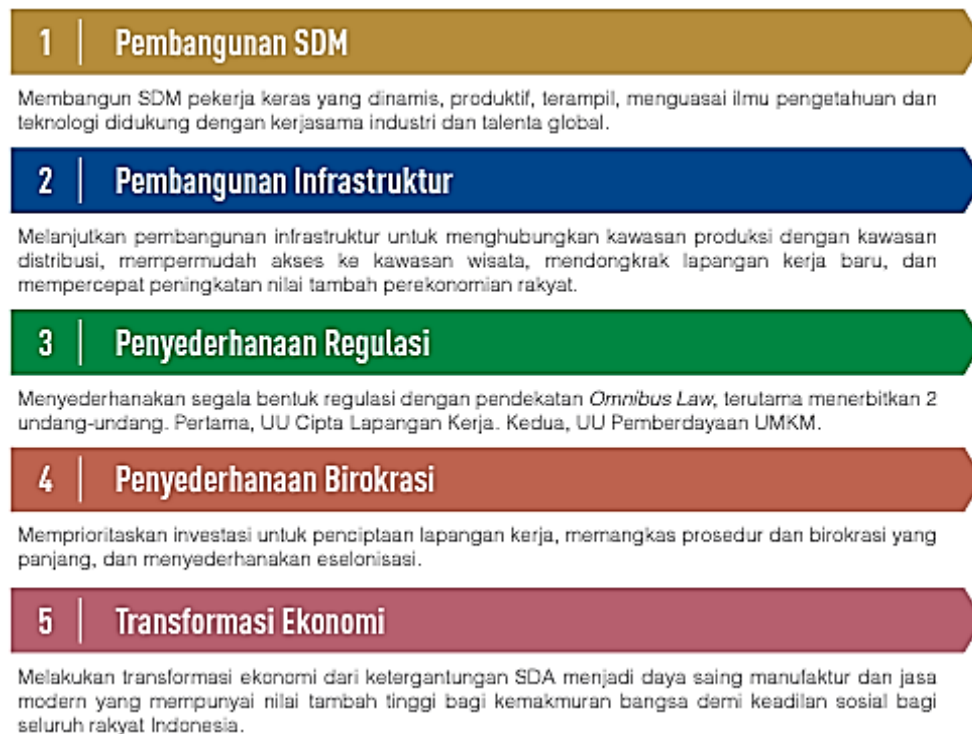 1 | Pembangunan SDM
Membangun SDM pekerja keras yang dinamis, produktif, terampil, menguasai ilmu pengetahuan dan
teknologi didukung dengan kerjasama industri dan talenta global.
2 | Pembangunan Infrastruktur
Melanjutkan pembangunan infrastruktur untuk menghubungkan kawasan produksi dengan kawasan
distribusi, mempermudah akses ke kawasan wisata, mendongkrak lapangan kerja baru, dan
mempercepat peningkatan nilai tambah perekonomian rakyat.
3 | Penyederhanaan Regulasi
Menyederhanakan segala bentuk regulasi dengan pendekatan Omnibus Law, terutama menerbitkan 2
undang-undang. Pertama, UU Cipta Lapangan Kerja. Kedua, UU Pemberdayaan UMKM.
4 | Penyederhanaan Birokrasi
Memprioritaskan investasi untuk penciptaan lapangan kerja, memangkas prosedur dan birokrasi yang
panjang, dan menyederhanakan eselonisasi.
5 | Transformasi Ekonomi
Melakukan transformasi ekonomi dari ketergantungan SDA menjadi daya saing manufaktur dan jasa
modern yang mempunyai nilai tambah tinggi bagi kemakmuran bangsa demi keadilan sosial bagi
seluruh rakyat Indonesia.